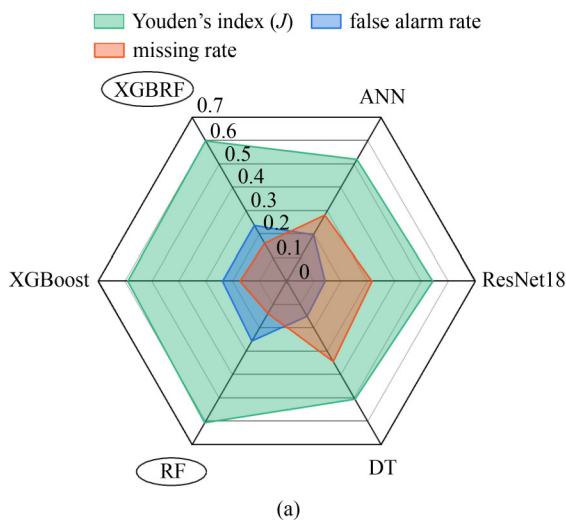 Youden's index (J)
false alarm rate
missing rate
XGBRF
ANN
0.7
0.6
0.5
0.4
0.3
0.2
0.1
0
XGBoost
ResNet18
RF
DT
(a)